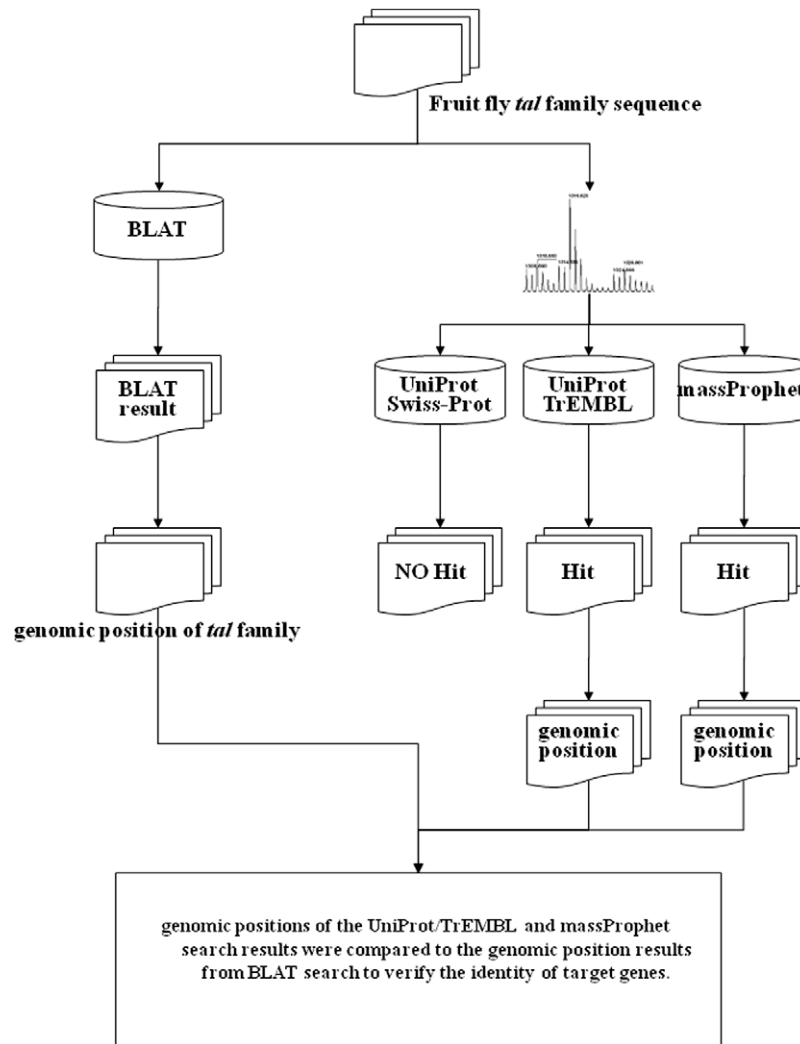 Fruit fly tal family sequence
BLAT
UniProt
Swiss-Prot
UniProt
TrEMBL
massProphet
BLAT
result
NO Hit
Hit
Hit
genomic position of tal family
genomic
position
genomic
position
genomic positions of the UniProt/TrEMBL and massProphet
search results were compared to the genomic position results
from BLAT search to verify the identity of target genes.